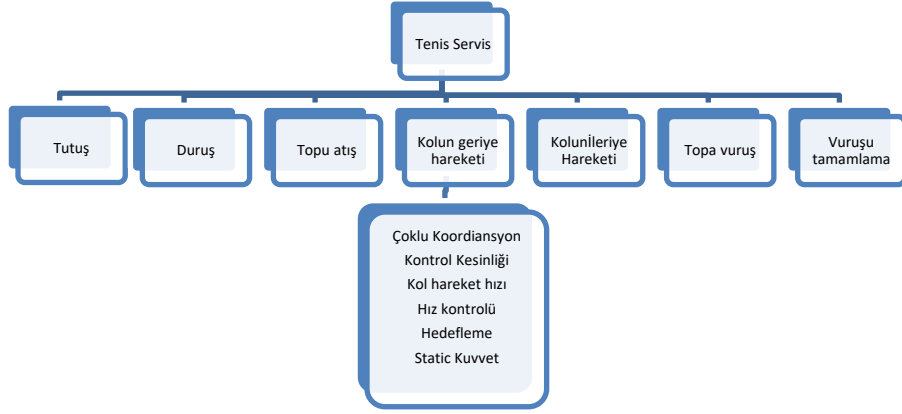 Tenis Servis
Tutuş
Duruş
Topu atış
Kolun geriye
hareketi
Kolunİleriye
Hareketi
Topa vuruş
Vuruşu
tamamlama
Çoklu Koordiansyon
Kontrol Kesinliği
Kol hareket hızı
Hız kontrolü
Hedefleme
Static Kuvvet